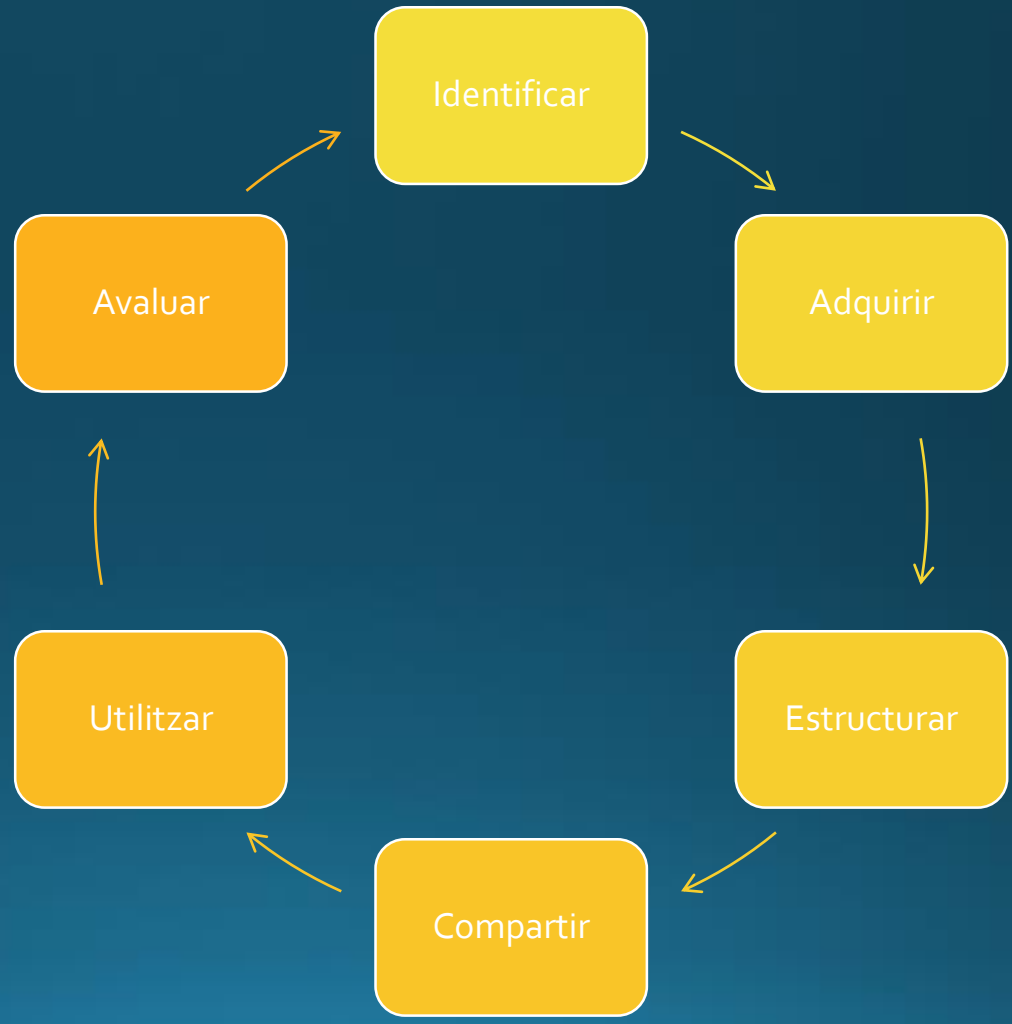 Identificar
Adquirir
Estructurar
Compartir
Utilitzar
Avaluar